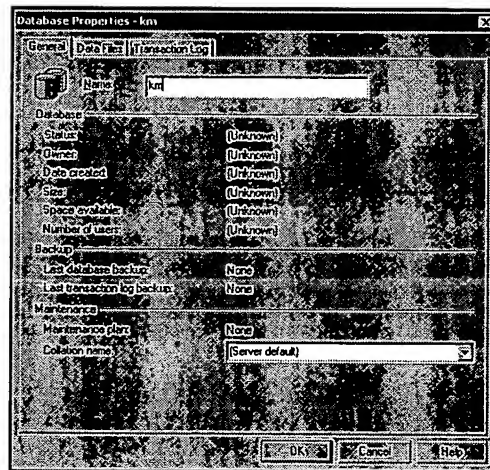 Database Properties - km
General Data Files Transaction Log
Name: km
Database
Status: (Unknown)
Owner: (Unknown)
Date created: (Unknown)
Size: (Unknown)
Space available: (Unknown)
Number of users: (Unknown)
Backup
Last database backup: None
Last transaction log backup: None
Maintenance
Maintenance plan: None
Collation name: (Server default)
OK Cancel Help